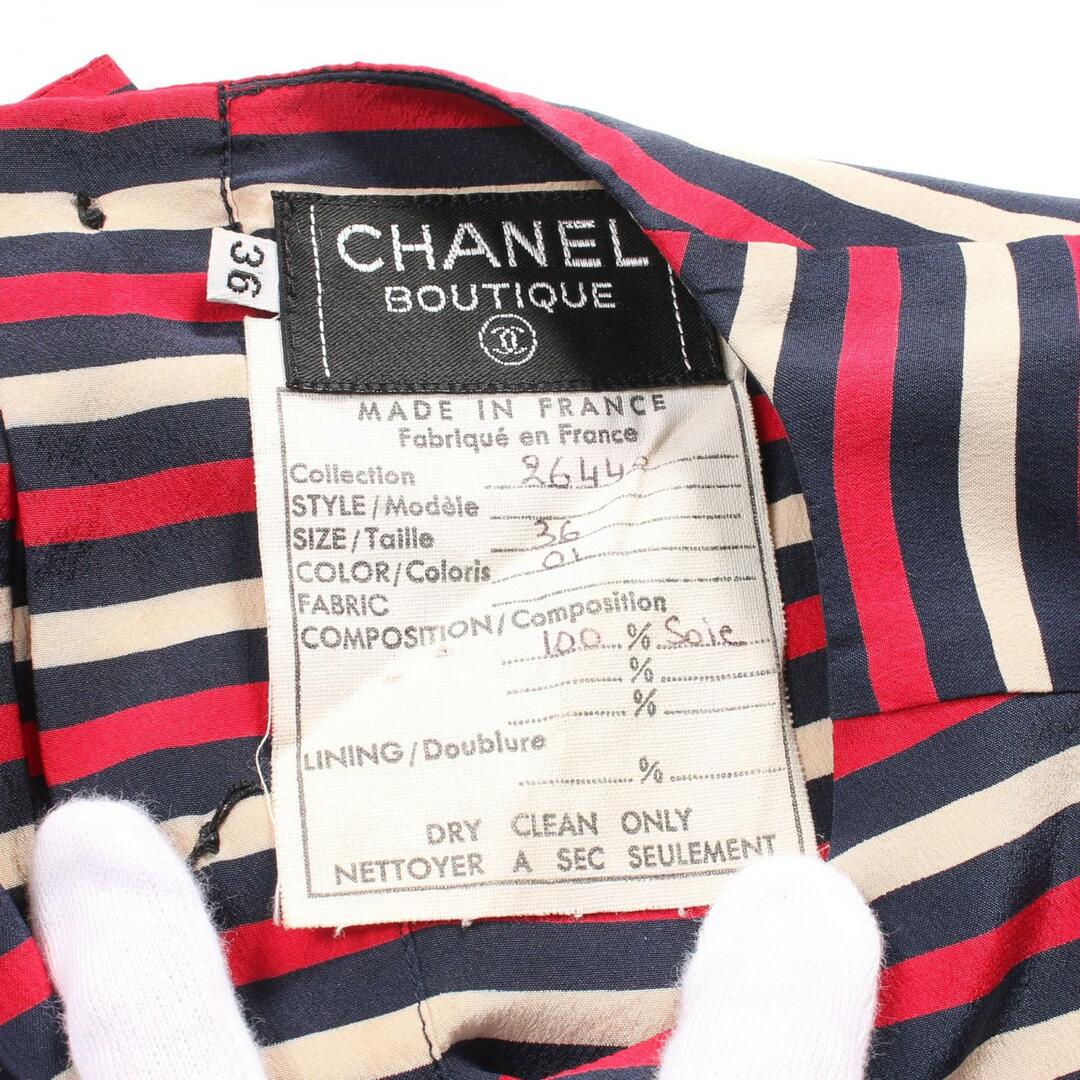 36
CHANEL
BOUTIQUE
MADE IN FRANCE
Fabriqué en France
Collection
STYLE/Modèle
SIZE/Taille 36
COLOR/Coloris 01
FABRIC
COMPOSITION/Composition
100 % Soie
%
%
LINING/Doublure
%
DRY CLEAN ONLY
NETTOYER A SEC SEULEMENT